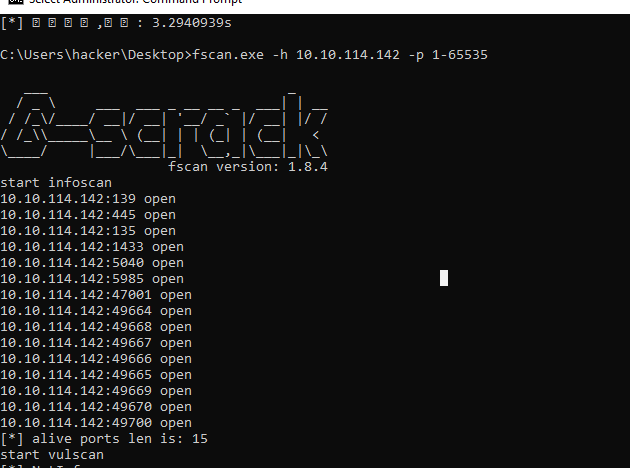 Select Administrator: Command Prompt
[*] ,: 3.2940939s
C:\Users\hacker\Desktop>fscan.exe -h 10.10.114.142 -p 1-65535
fscan version: 1.8.4
start infoscan
10.10.114.142:139 open
10.10.114.142:445 open
10.10.114.142:135 open
10.10.114.142:1433 open
10.10.114.142:5040 open
10.10.114.142:5985 open
10.10.114.142:47001 open
10.10.114.142:49664 open
10.10.114.142:49668 open
10.10.114.142:49667 open
10.10.114.142:49666 open
10.10.114.142:49665 open
10.10.114.142:49669 open
10.10.114.142:49670 open
10.10.114.142:49700 open
[*] alive ports len is: 15
start vulscan